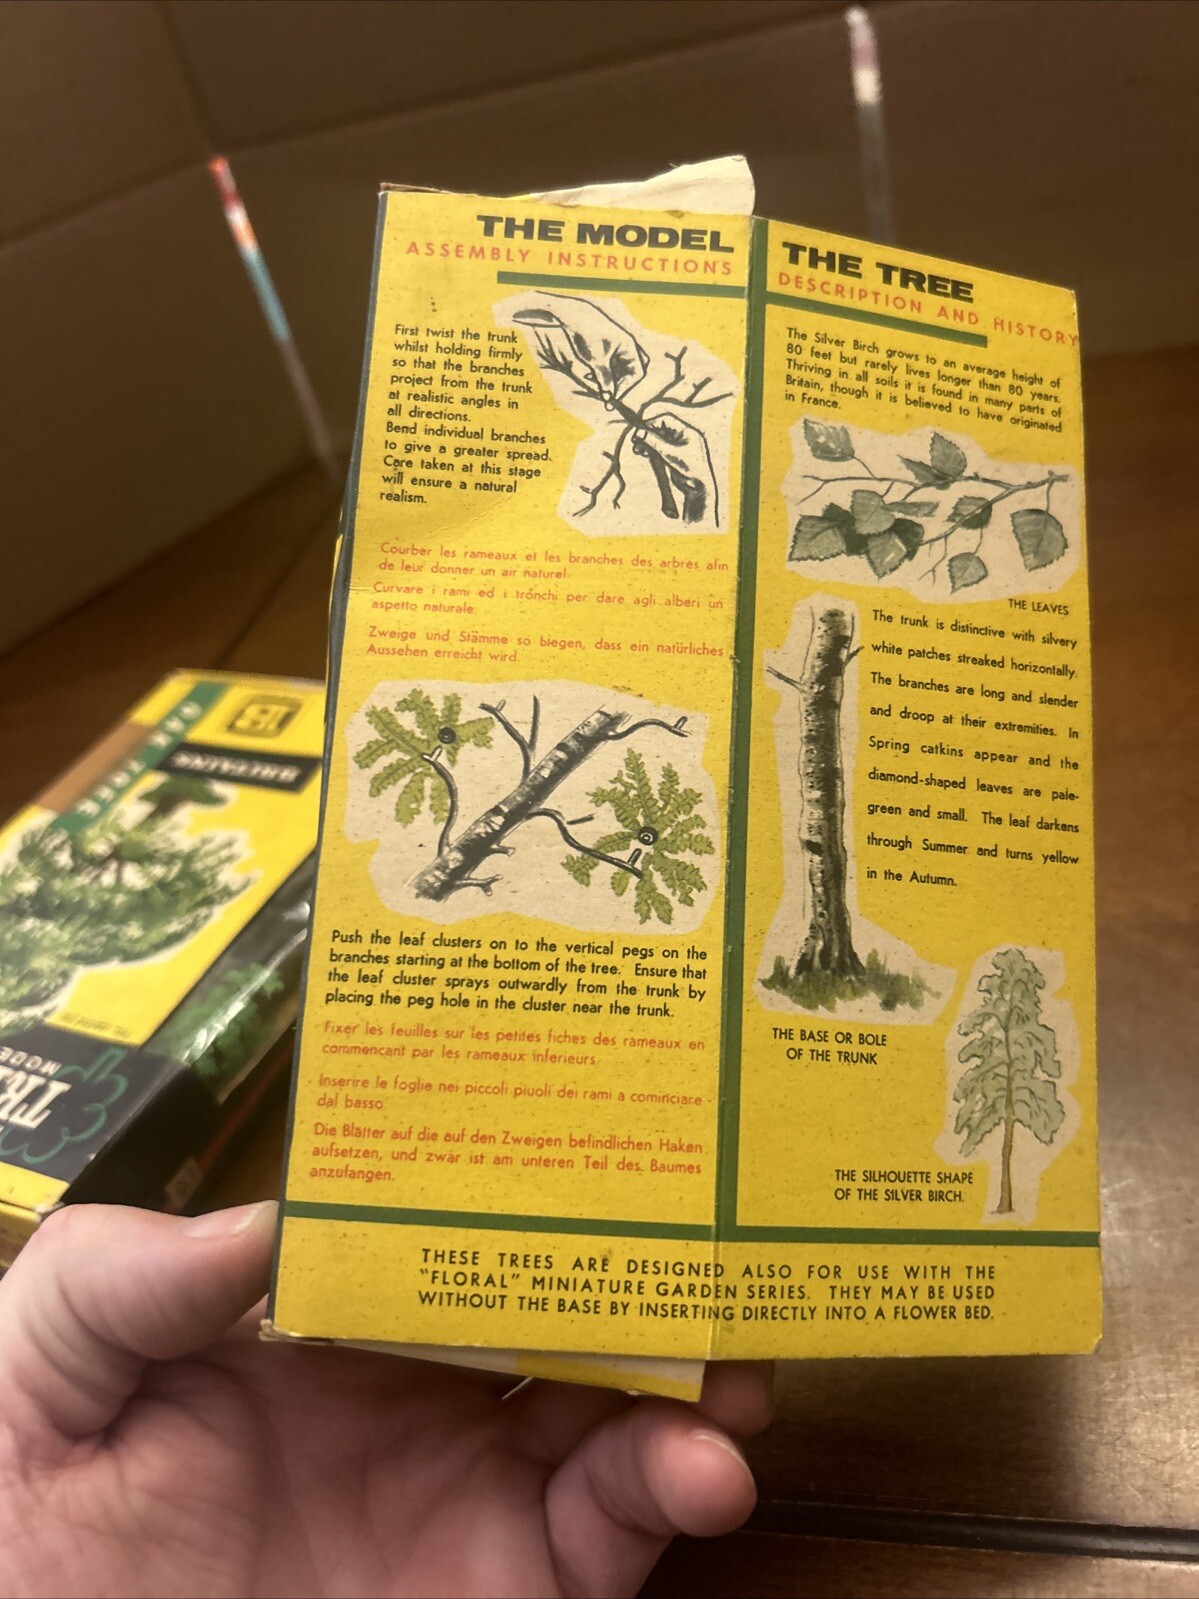 THE MODEL
ASSEMBLY INSTRUCTIONS
First twist the trunk
whilst holding firmly
so that the branches
project from the trunk
at realistic angles in
all directions.
Bend individual branches
to give a greater spread.
Care taken at this stage
will ensure a natural
realism.
Courber les rameaux et les branches des arbres afin
de leur donner un air naturel.
Curvare i rami ed i trónchi per dare agli alberi un
aspetto naturale.
Zweige und Stämme so biegen, dass ein natürliches
Aussehen erreicht wird.
Push the leaf clusters on to the vertical pegs on the
branches starting at the bottom of the tree. Ensure that
the leaf cluster sprays outwardly from the trunk by
placing the peg hole in the cluster near the trunk.
Fixer les feuilles sur les petites fiches des rameaux en
commencant par les rameaux inferieurs.
Inserire le foglie nei piccoli piuoli dei rami a cominciare
dal basso
Die Blätter auf die auf den Zweigen befindlichen Haken
aufsetzen, und zwar ist am unteren Teil des Baumes
anzufangen.
THE TREE
DESCRIPTION AND HISTORY
The Silver Birch grows to an average height of
80 feet but rarely lives longer than 80 years.
Thriving in all soils it is found in many parts of
Britain, though it is believed to have originated
in France.
THE LEAVES
The trunk is distinctive with silvery
white patches streaked horizontally.
The branches are long and slender
and droop at their extremities. In
Spring catkins appear and the
diamond-shaped leaves are pale-
green and small. The leaf darkens
through Summer and turns yellow
in the Autumn.
THE BASE OR BOLE
OF THE TRUNK
THE SILHOUETTE SHAPE
OF THE SILVER BIRCH.
THESE TREES ARE DESIGNED ALSO FOR USE WITH THE
"FLORAL" MINIATURE GARDEN SERIES. THEY MAY BE USED
WITHOUT THE BASE BY INSERTING DIRECTLY INTO A FLOWER BED.
BRITAINS
OAK TREE